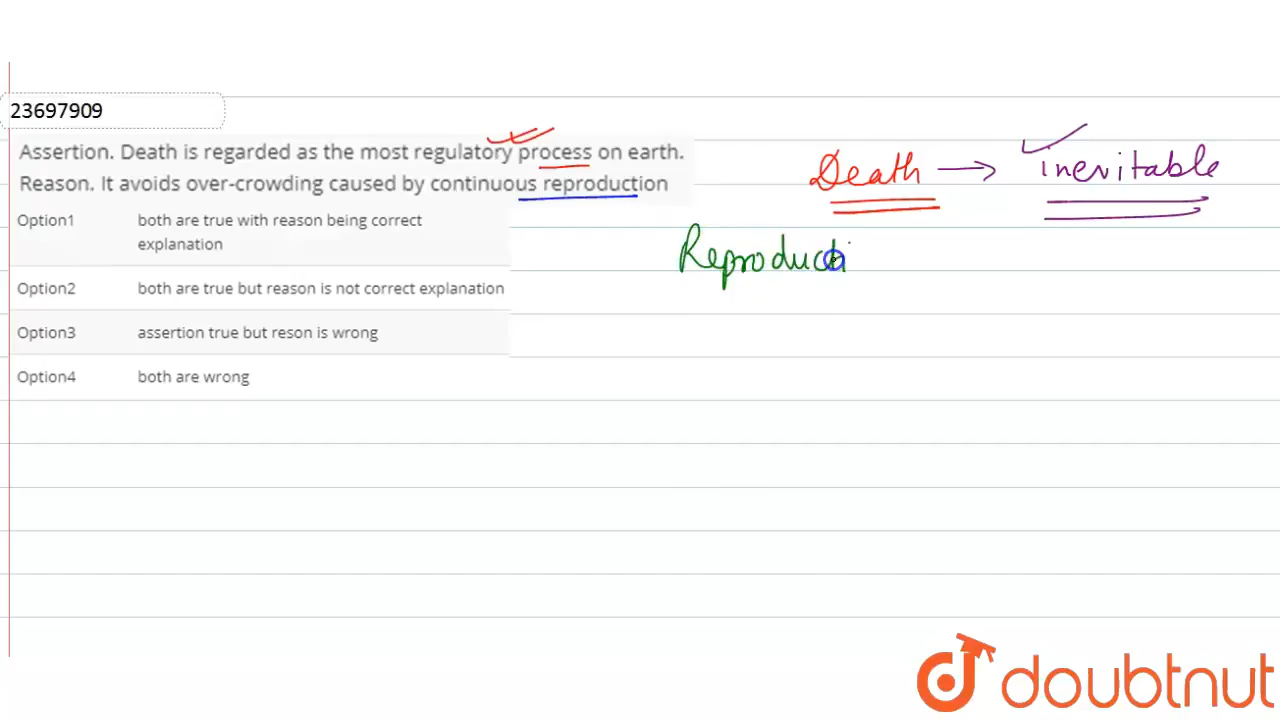 23697909
Assertion. Death is regarded as the most regulatory process on earth.
Reason. It avoids over-crowding caused by continuous reproduction
Option1 both are true with reason being correct
explanation
Option2 both are true but reason is not correct explanation
Option3 assertion true but reson is wrong
Option4 both are wrong
Death → inevitable
Reproducti
doubtnut